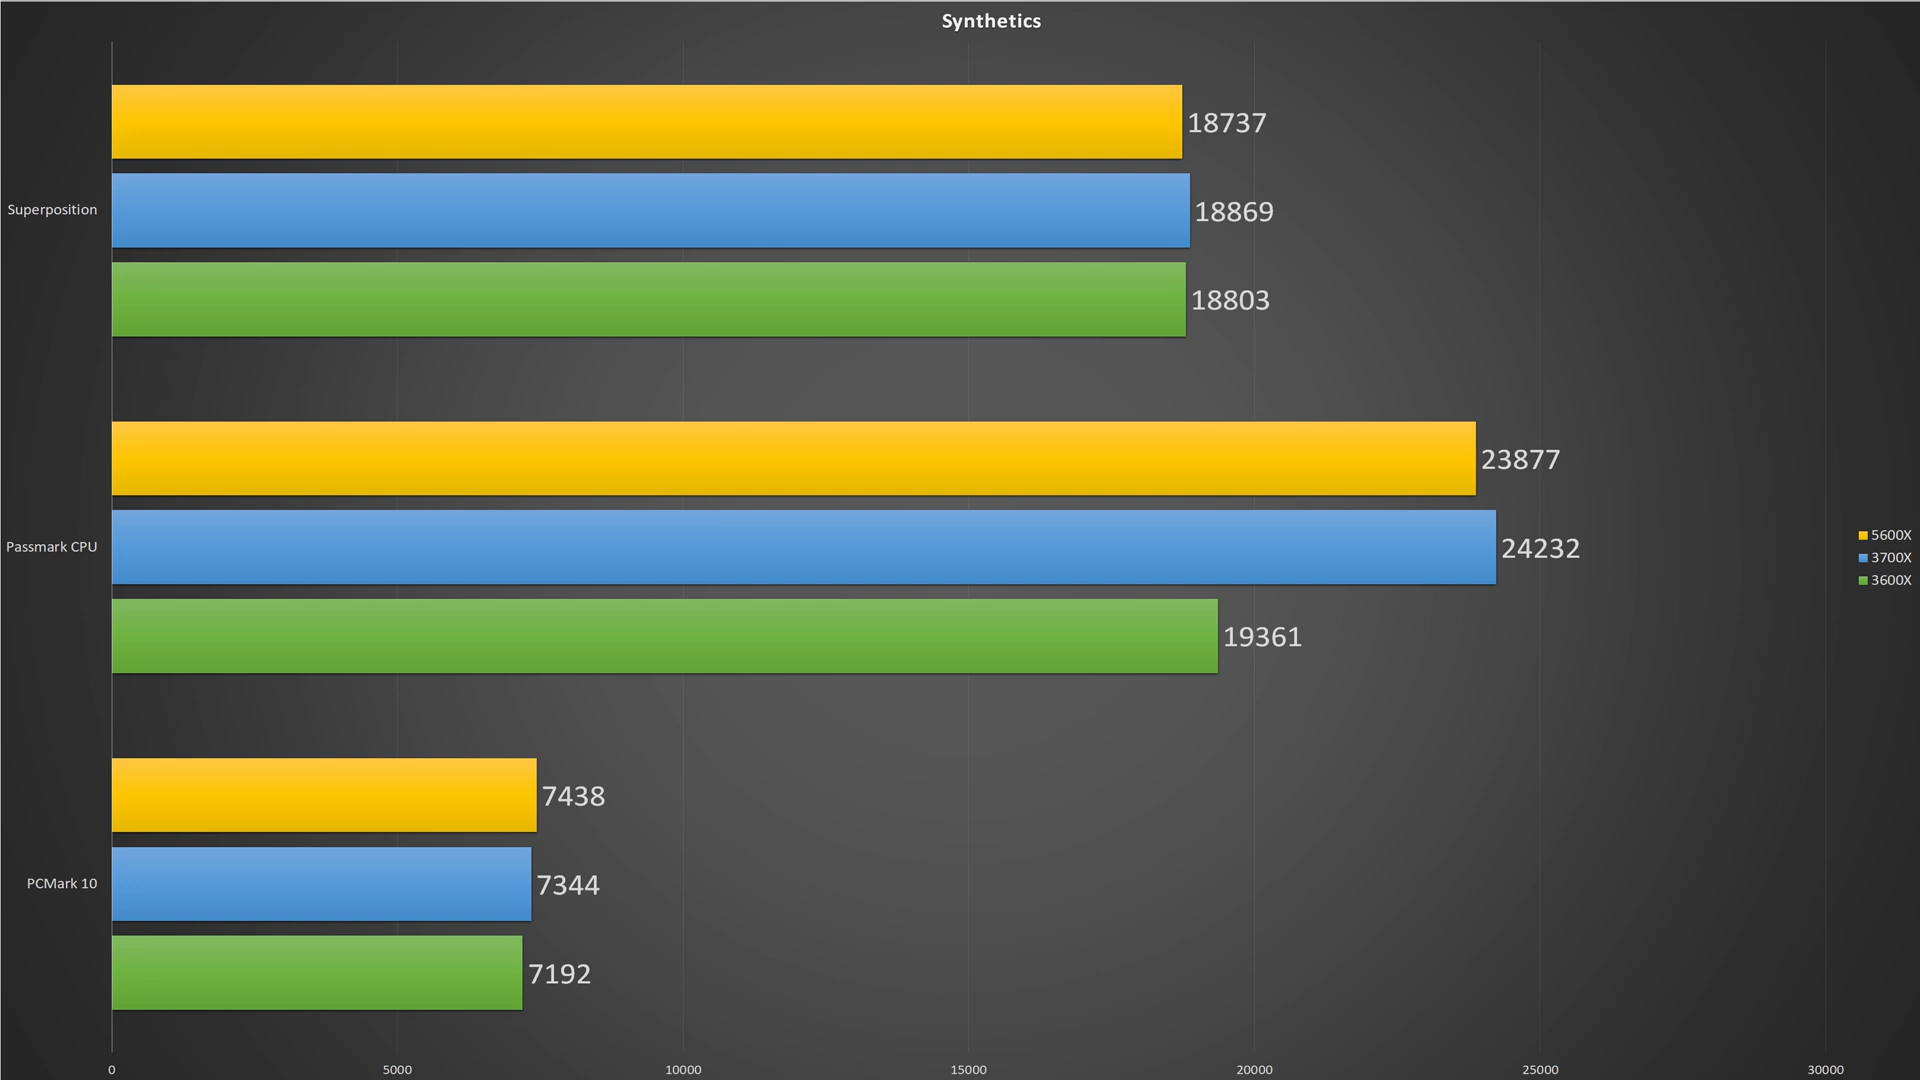 Synthetics
18737
18869
Superposition
18803
23877
24232
Passmark CPU
19361
5600X
3700X
3600X
7438
7344
PCMark 10
7192
0 5000 10000 15000 20000 25000 30000